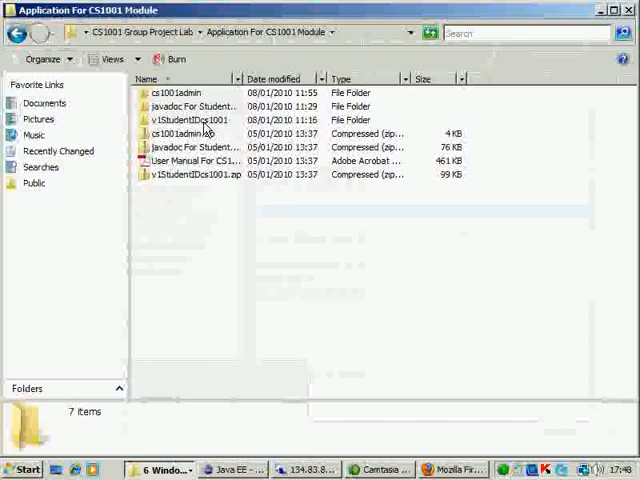 Application For CS1001 Module
CS1001 Group Project Lab Application For CS1001 Module Search
Organize Views Burn
Favorite Links
Documents
Pictures
Music
Recently Changed
Searches
Public
Folders
Name Date modified Type Size
cs1001admin 08/01/2010 11:55 File Folder
javadoc For Student... 08/01/2010 11:29 File Folder
v1StudentIDcs1001 08/01/2010 11:16 File Folder
cs1001admin 05/01/2010 13:37 Compressed (zip... 4 KB
javadoc For Student... 05/01/2010 13:37 Compressed (zip... 76 KB
User Manual For CS1... 05/01/2010 13:37 Adobe Acrobat ... 461 KB
v1StudentIDcs1001.zip 05/01/2010 13:37 Compressed (zip... 99 KB
7 items
Start 6 Windo... Java EE - ... 134.83.8... Camtasia ... Mozilla Fir... 17:48